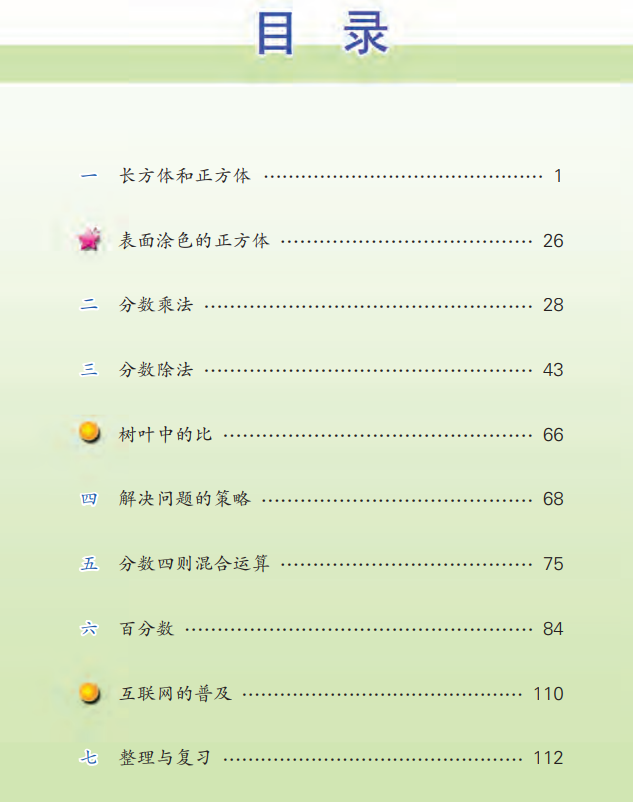 目 录
一 长方体和正方体 ………………………………………… 1
表面涂色的正方体 …………………………………… 26
二 分数乘法 ……………………………………………… 28
三 分数除法 ……………………………………………… 43
树叶中的比 …………………………………………… 66
四 解决问题的策略 ……………………………………… 68
五 分数四则混合运算 …………………………………… 75
六 百分数 ………………………………………………… 84
互联网的普及 ………………………………………… 110
七 整理与复习 …………………………………………… 112